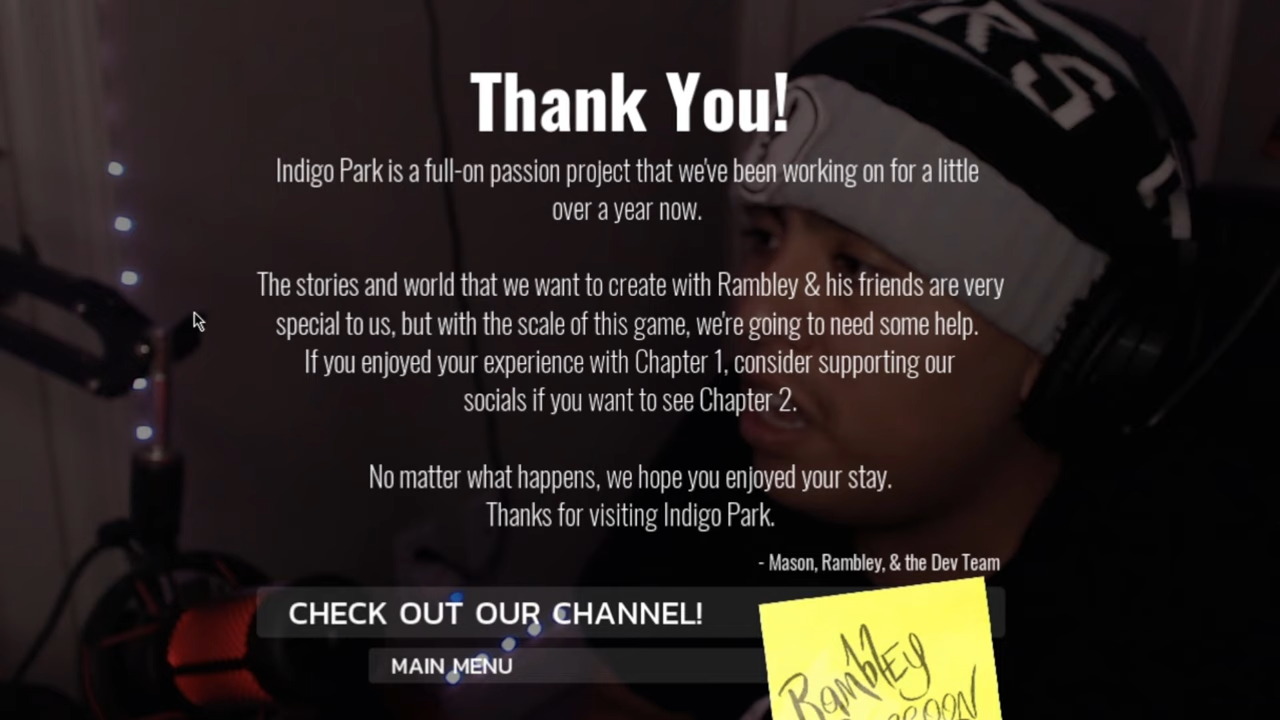 Thank You!
Indigo Park is a full-on passion project that we've been working on for a little
over a year now.
The stories and world that we want to create with Rambley & his friends are very
special to us, but with the scale of this game, we're going to need some help.
If you enjoyed your experience with Chapter 1, consider supporting our
socials if you want to see Chapter 2.
No matter what happens, we hope you enjoyed your stay.
Thanks for visiting Indigo Park.
- Mason, Rambley, & the Dev Team
CHECK OUT OUR CHANNEL!
MAIN MENU
Rambley